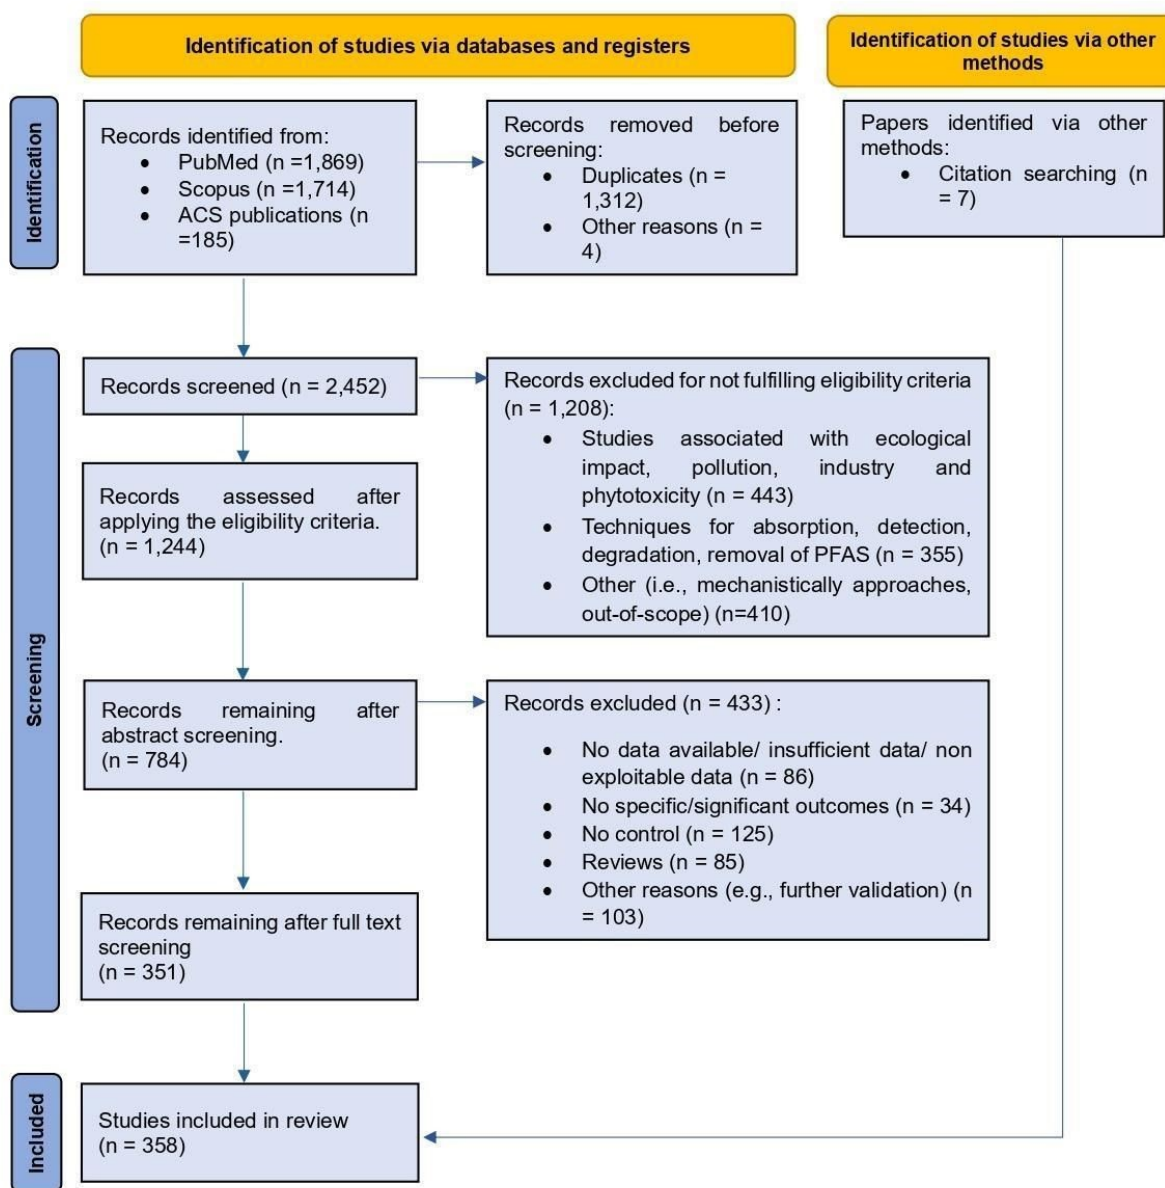 Identification of studies via databases and registers
Identification of studies via other
methods
Identification
Records identified from:
• PubMed (n =1,869)
• Scopus (n =1,714)
• ACS publications (n
=185)
Records removed before
screening:
• Duplicates (n =
1,312)
• Other reasons (n =
4)
Papers identified via other
methods:
• Citation searching (n
= 7)
Screening
Records screened (n = 2,452)
Records excluded for not fulfilling eligibility criteria
(n = 1,208):
• Studies associated with ecological
impact, pollution, industry and
phytotoxicity (n = 443)
• Techniques for absorption, detection,
degradation, removal of PFAS (n = 355)
• Other (i.e., mechanistically approaches,
out-of-scope) (n=410)
Records assessed after
applying the eligibility criteria.
(n = 1,244)
Records remaining after
abstract screening.
(n = 784)
Records excluded (n = 433) :
• No data available/ insufficient data/ non
exploitable data (n = 86)
• No specific/significant outcomes (n = 34)
• No control (n = 125)
• Reviews (n = 85)
• Other reasons (e.g., further validation) (n
= 103)
Records remaining after full text
screening
(n = 351)
Included
Studies included in review
(n = 358)